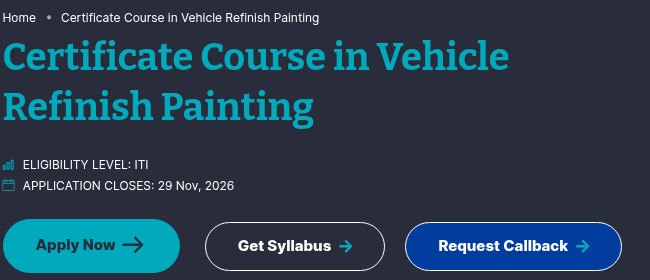 Home • Certificate Course in Vehicle Refinish Painting
Certificate Course in Vehicle
Refinish Painting
ELIGIBILITY LEVEL: ITI
APPLICATION CLOSES: 29 Nov, 2026
Apply Now → Get Syllabus → Request Callback →